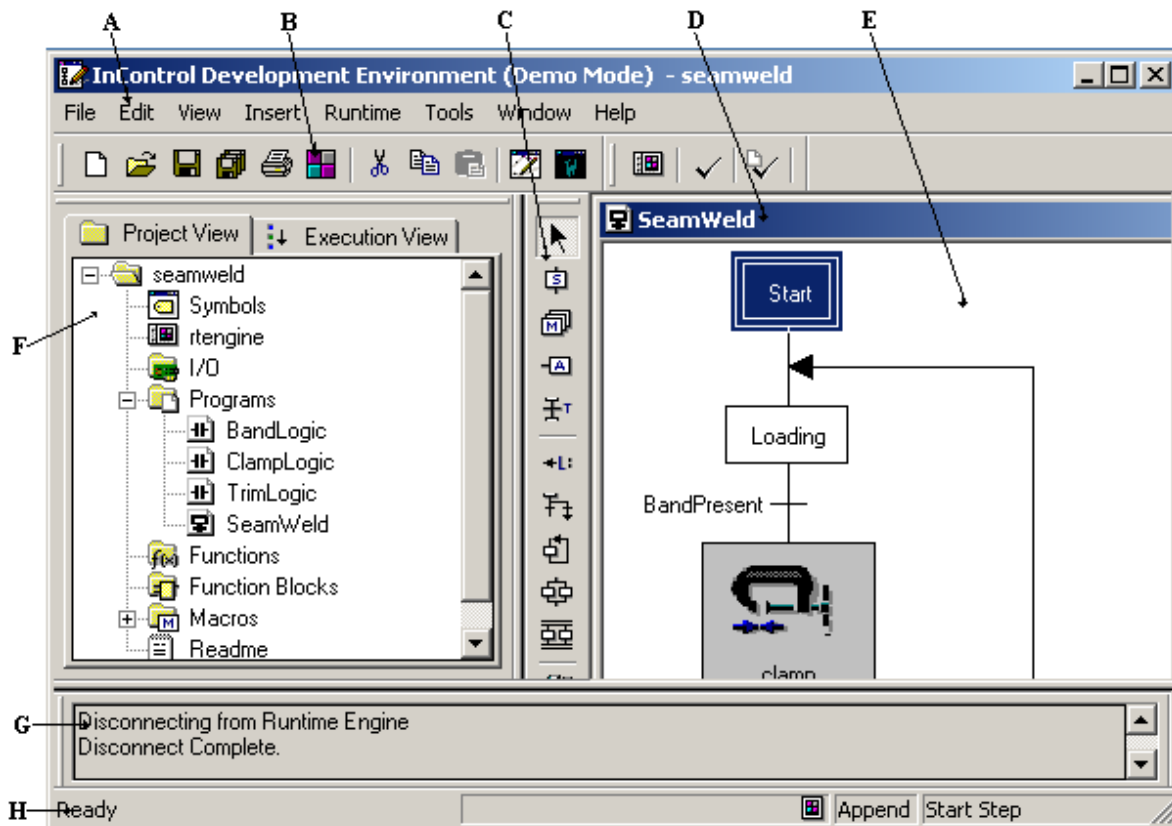 A B C D E
InControl Development Environment (Demo Mode) - seamweld
File Edit View Insert Runtime Tools Window Help
Project View Execution View
seamweld
Symbols
rtengine
I/O
Programs
BandLogic
ClampLogic
TrimLogic
SeamWeld
Functions
f(x)
Function Blocks
Macros
M
Readme
F
S
M
A
T
L:
SeamWeld
Start
Loading
BandPresent
clamp
G
Disconnecting from Runtime Engine
Disconnect Complete.
H
Ready Append Start Step